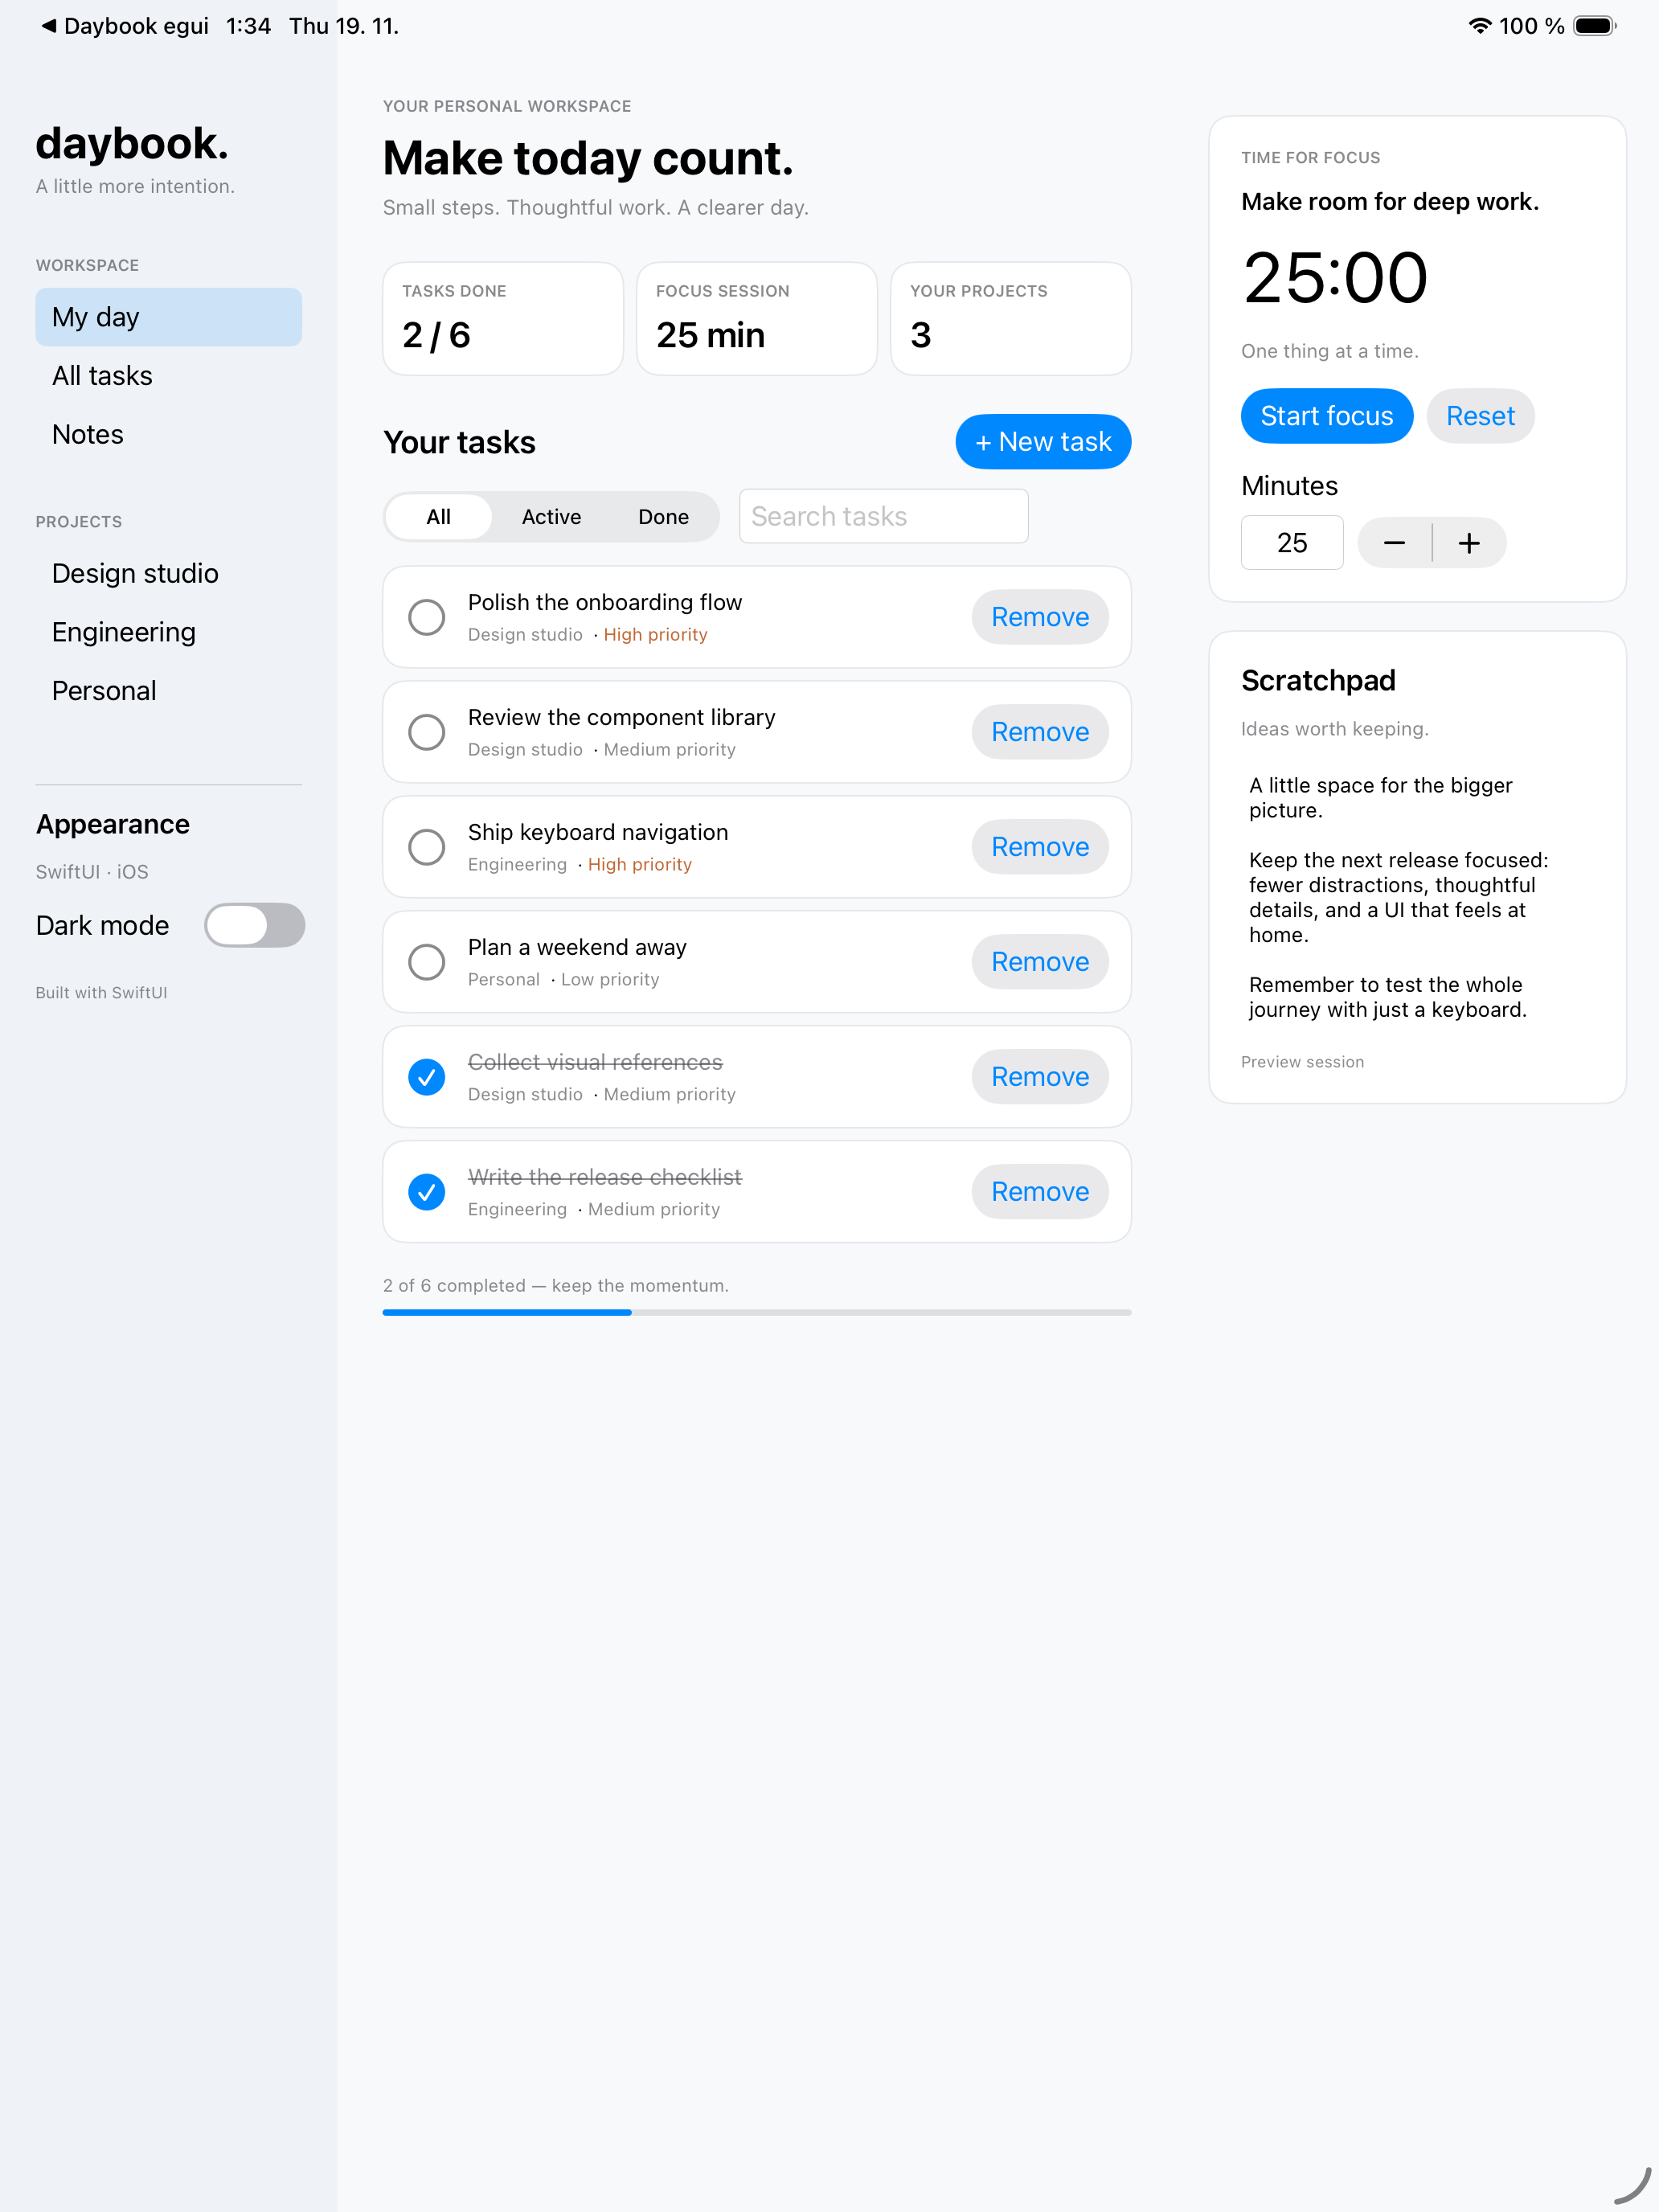 ◀ Daybook egui 1:34 Thu 19. 11.
100 %
daybook.
A little more intention.
WORKSPACE
My day
All tasks
Notes
PROJECTS
Design studio
Engineering
Personal
Appearance
SwiftUI · iOS
Dark mode
Built with SwiftUI
YOUR PERSONAL WORKSPACE
Make today count.
Small steps. Thoughtful work. A clearer day.
TASKS DONE
2 / 6
FOCUS SESSION
25 min
YOUR PROJECTS
3
Your tasks
+ New task
All
Active
Done
Search tasks
Polish the onboarding flow
Design studio · High priority
Remove
Review the component library
Design studio · Medium priority
Remove
Ship keyboard navigation
Engineering · High priority
Remove
Plan a weekend away
Personal · Low priority
Remove
Collect visual references
Design studio · Medium priority
Remove
Write the release checklist
Engineering · Medium priority
Remove
2 of 6 completed — keep the momentum.
TIME FOR FOCUS
Make room for deep work.
25:00
One thing at a time.
Start focus
Reset
Minutes
25
Scratchpad
Ideas worth keeping.
A little space for the bigger
picture.
Keep the next release focused:
fewer distractions, thoughtful
details, and a UI that feels at
home.
Remember to test the whole
journey with just a keyboard.
Preview session